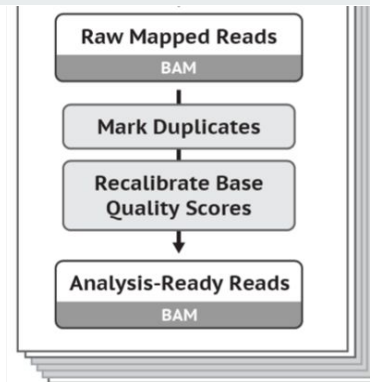 Raw Mapped Reads
BAM
Mark Duplicates
Recalibrate Base
Quality Scores
Analysis-Ready Reads
BAM